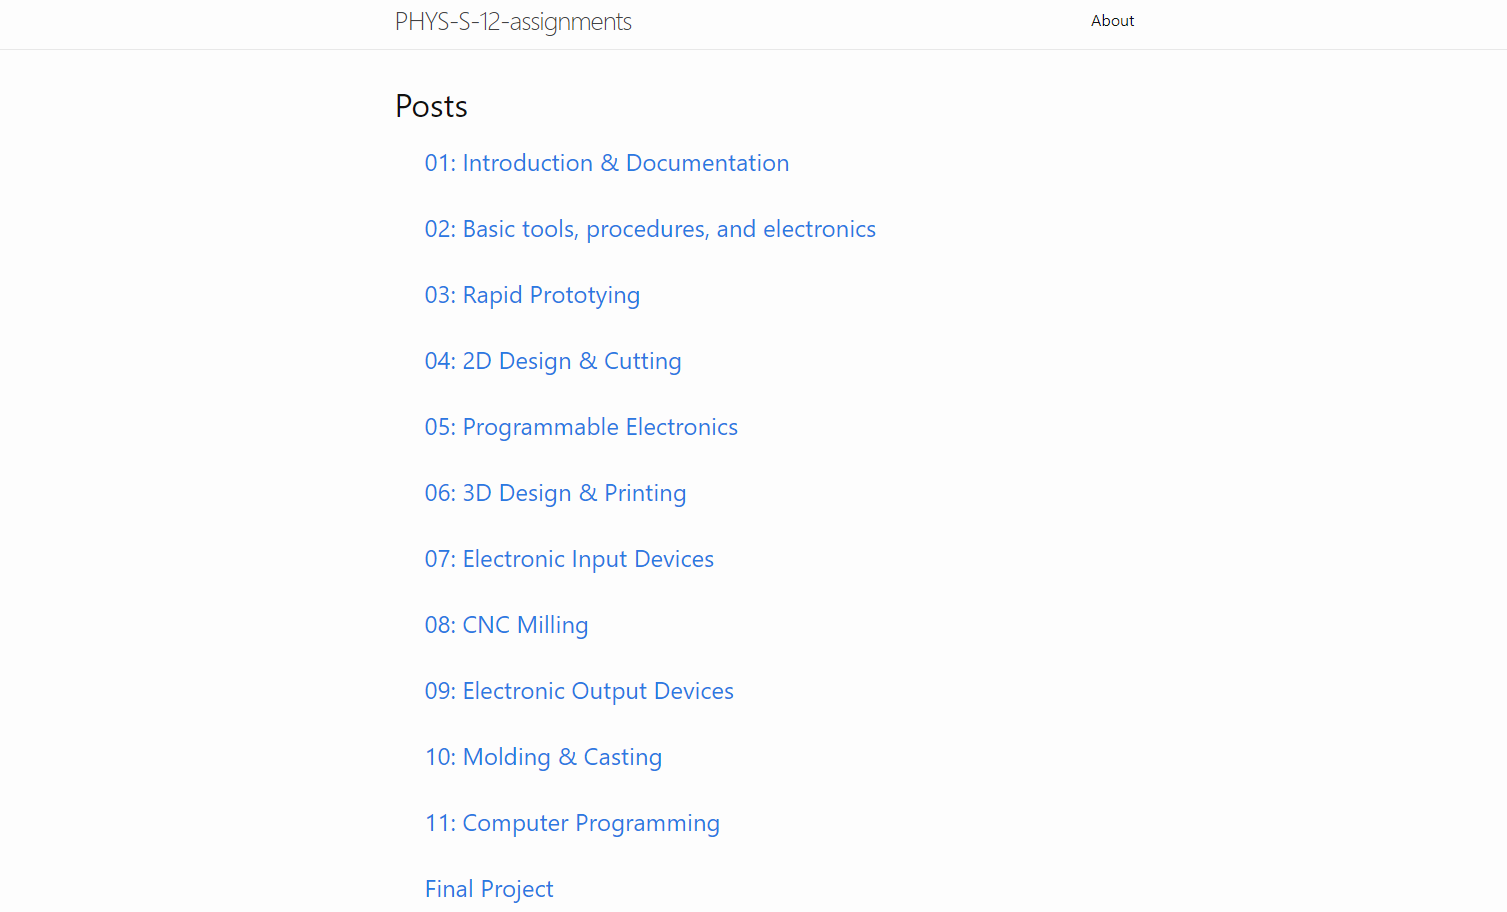 PHYS-S-12-assignments
About
Posts
01: Introduction & Documentation
02: Basic tools, procedures, and electronics
03: Rapid Prototying
04: 2D Design & Cutting
05: Programmable Electronics
06: 3D Design & Printing
07: Electronic Input Devices
08: CNC Milling
09: Electronic Output Devices
10: Molding & Casting
11: Computer Programming
Final Project